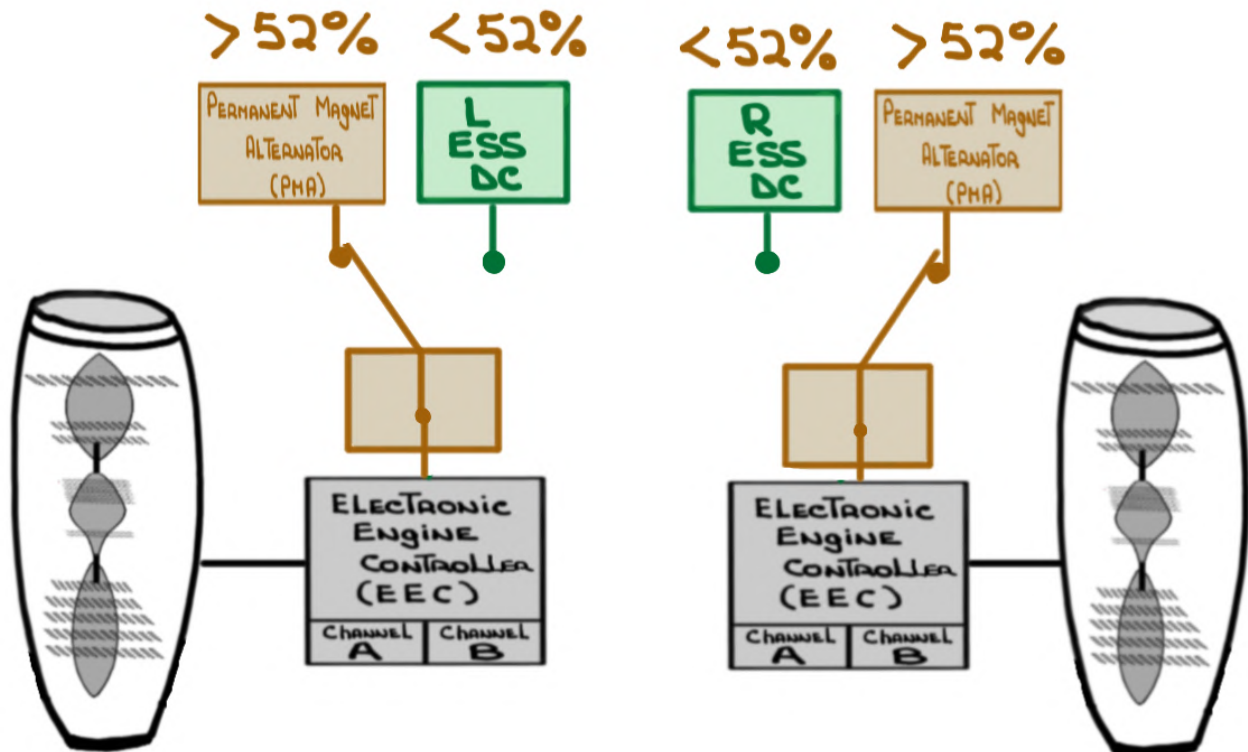 >52% <52% <52% >52%
PERMANENT MAGNET
ALTERNATOR
(PMA)
L
ESS
DC
R
ESS
DC
PERMANENT MAGNET
ALTERNATOR
(PMA)
ELECTRONIC
ENGINE
CONTROLLER
(EEC)
CHANNEL
A
CHANNEL
B
ELECTRONIC
ENGINE
CONTROLLER
(EEC)
CHANNEL
A
CHANNEL
B